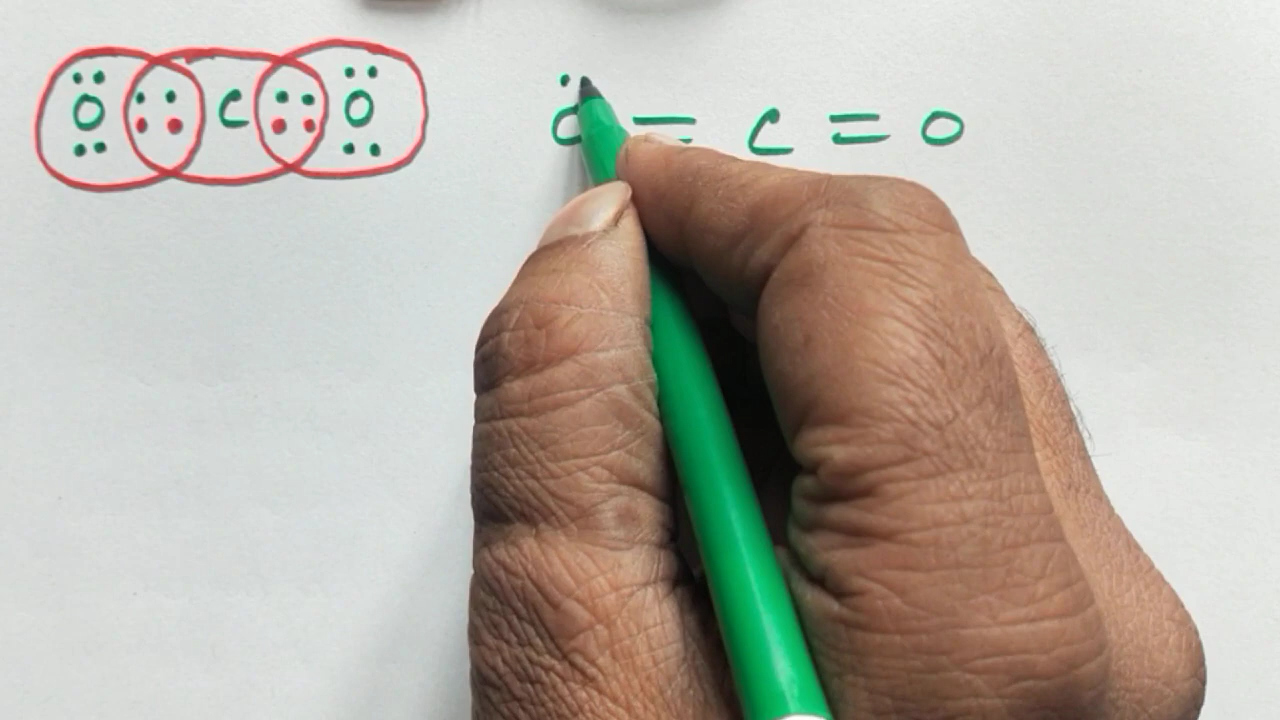 O C O
O = C = O